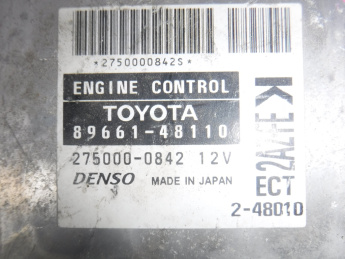 *2750000842S*
ENGINE CONTROL
TOYOTA
89661-48110
275000-0842 12V
DENSO MADE IN JAPAN
K
2AZFE
ECT
2-48010